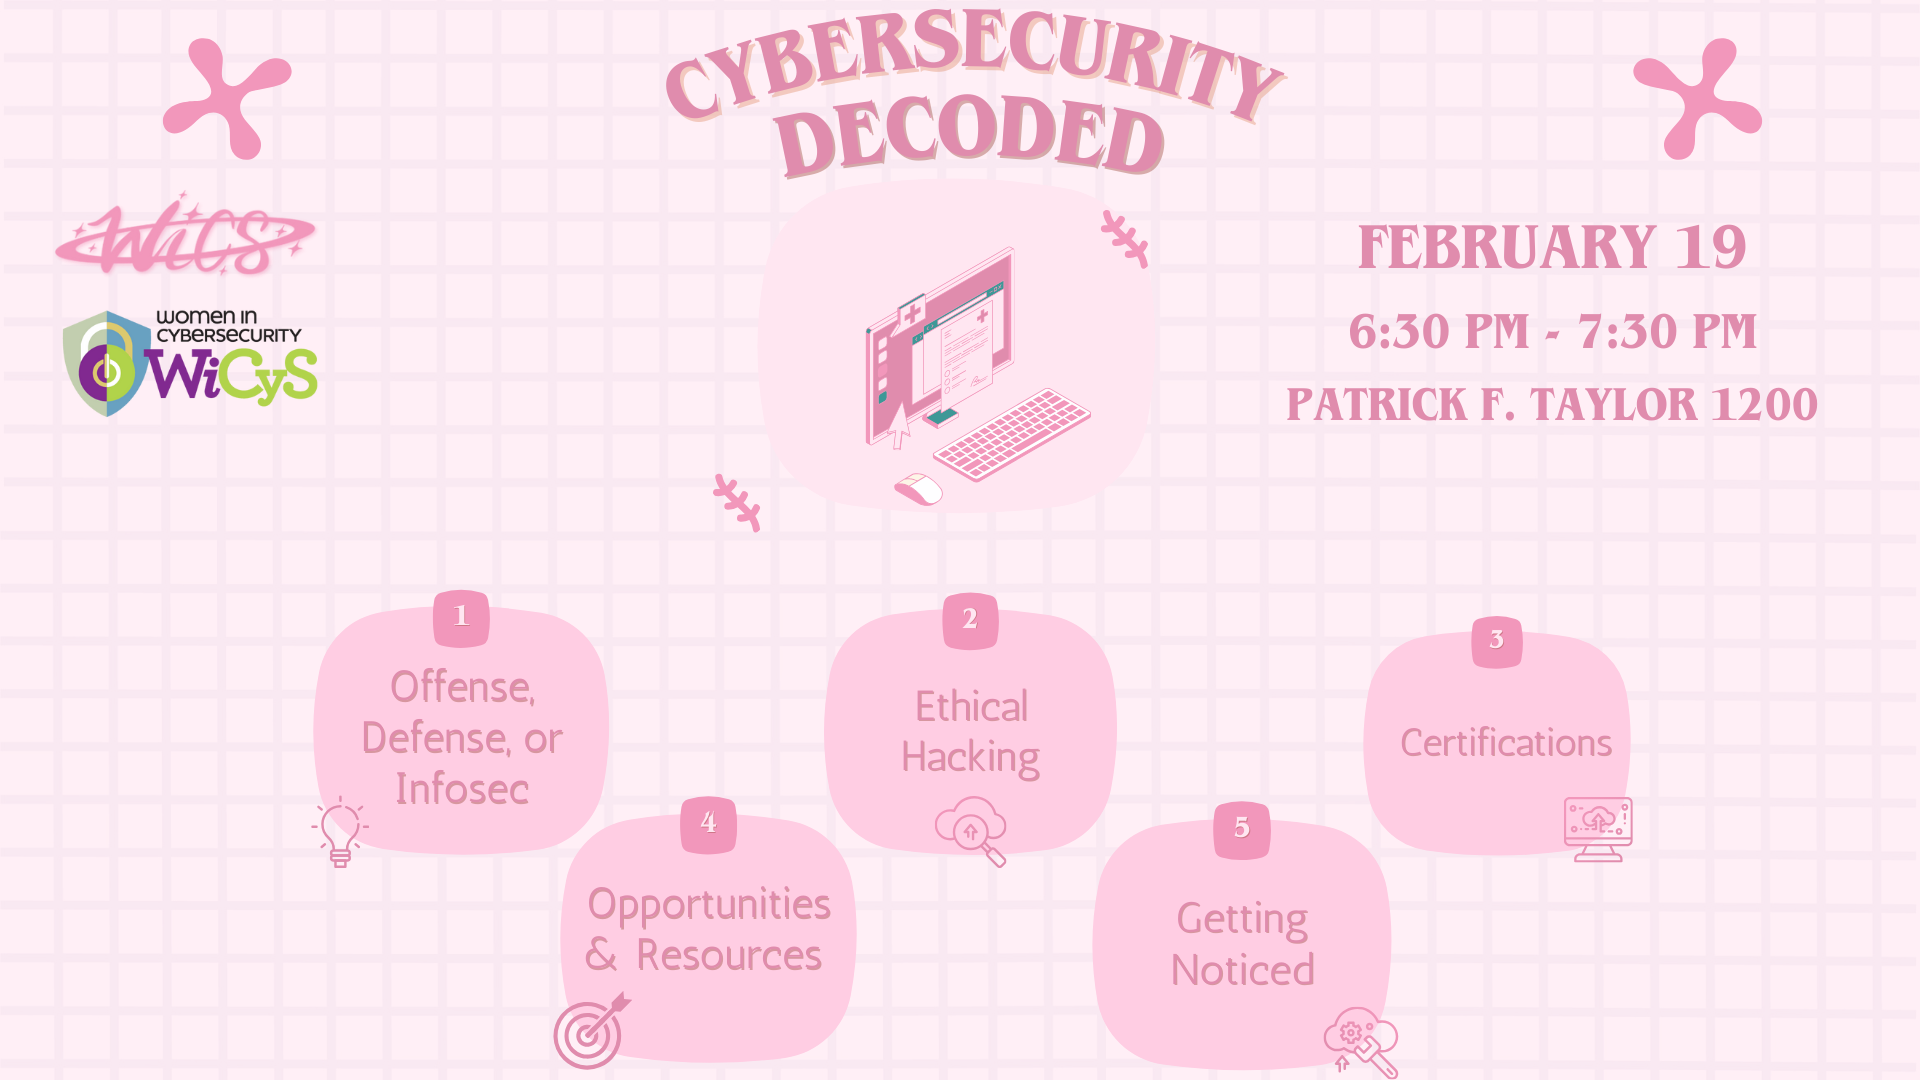 CYBERSECURITY
DECODED
WiCS
women in
CYBERSECURITY
WiCyS
FEBRUARY 19
6:30 PM - 7:30 PM
PATRICK F. TAYLOR 1200
1
Offense,
Defense, or
Infosec
2
Ethical
Hacking
3
Certifications
4
Opportunities
& Resources
5
Getting
Noticed